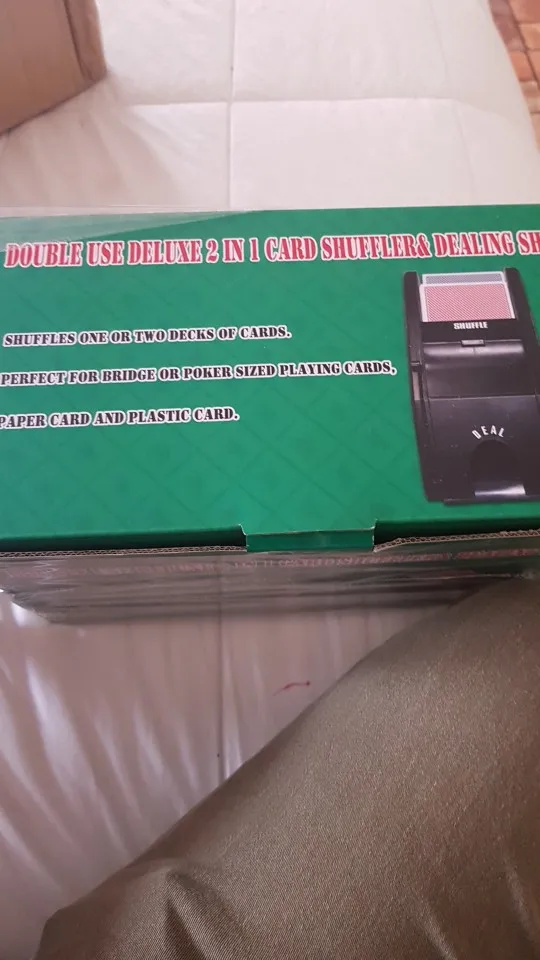 DOUBLE USE DELUXE 2 IN 1 CARD SHUFFLER& DEALING SH
SHUFFLES ONE OR TWO DECKS OF CARDS.
PERFECT FOR BRIDGE OR POKER SIZED PLAYING CARDS,
PAPER CARD AND PLASTIC CARD.
SHUFFLE
DEAL